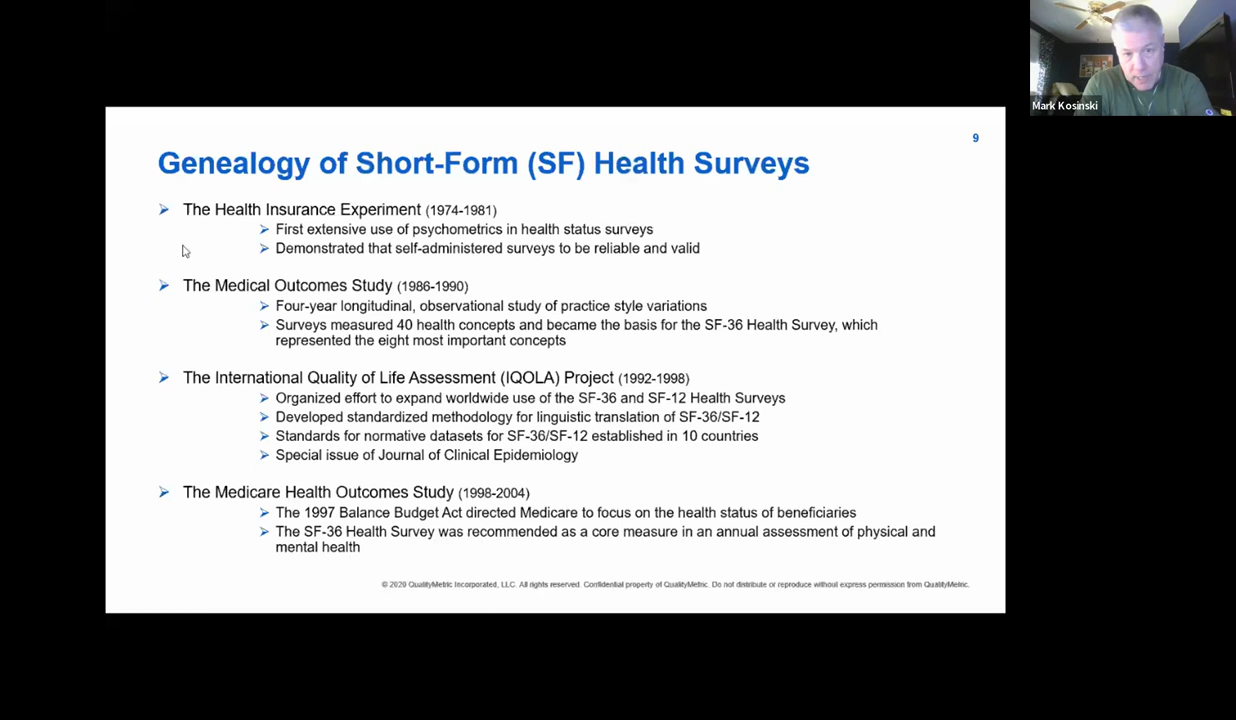 Mark Kosinski
9
Genealogy of Short-Form (SF) Health Surveys
➢ The Health Insurance Experiment (1974-1981)
➢ First extensive use of psychometrics in health status surveys
➢ Demonstrated that self-administered surveys to be reliable and valid
➢ The Medical Outcomes Study (1986-1990)
➢ Four-year longitudinal, observational study of practice style variations
➢ Surveys measured 40 health concepts and became the basis for the SF-36 Health Survey, which
represented the eight most important concepts
➢ The International Quality of Life Assessment (IQOLA) Project (1992-1998)
➢ Organized effort to expand worldwide use of the SF-36 and SF-12 Health Surveys
➢ Developed standardized methodology for linguistic translation of SF-36/SF-12
➢ Standards for normative datasets for SF-36/SF-12 established in 10 countries
➢ Special issue of Journal of Clinical Epidemiology
➢ The Medicare Health Outcomes Study (1998-2004)
➢ The 1997 Balance Budget Act directed Medicare to focus on the health status of beneficiaries
➢ The SF-36 Health Survey was recommended as a core measure in an annual assessment of physical and
mental health
© 2020 QualityMetric Incorporated, LLC. All rights reserved. Confidential property of QualityMetric. Do not distribute or reproduce without express permission from QualityMetric.